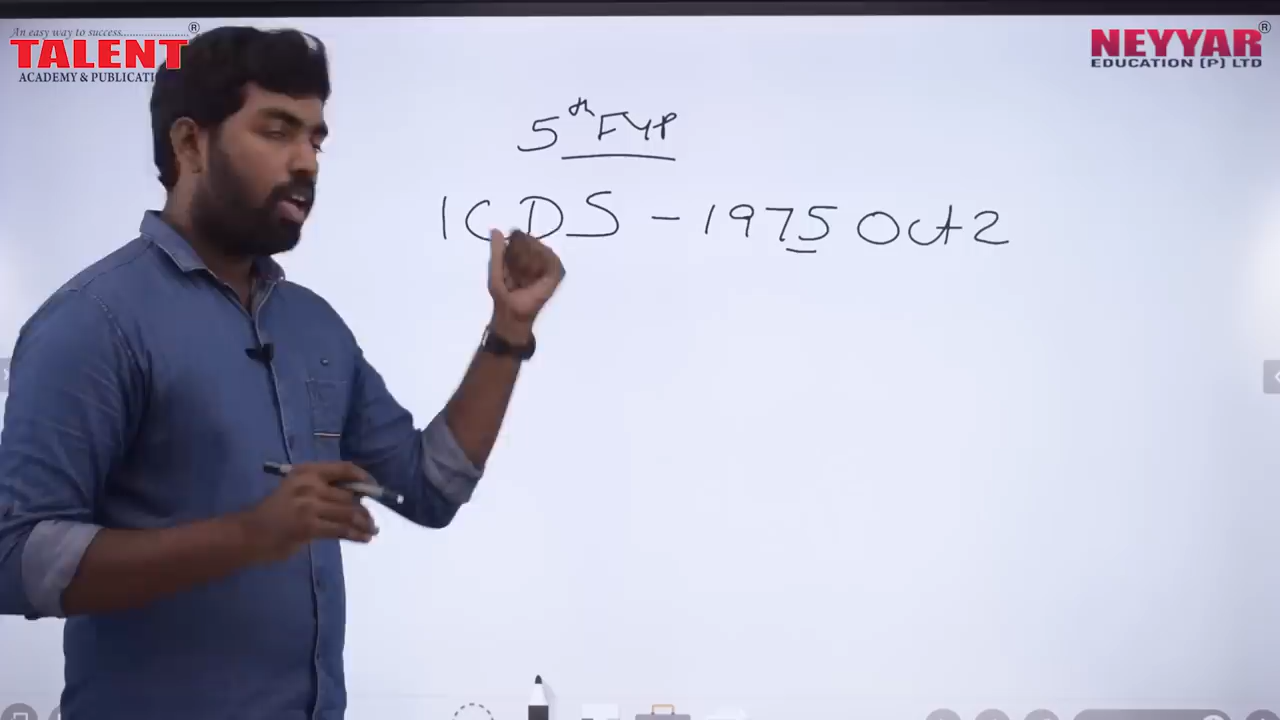 An easy way to success...................
®
TALENT
ACADEMY & PUBLICATI
NEYYAR®
EDUCATION (P) LTD
5th FYP
ICDS - 1975 Oct 2